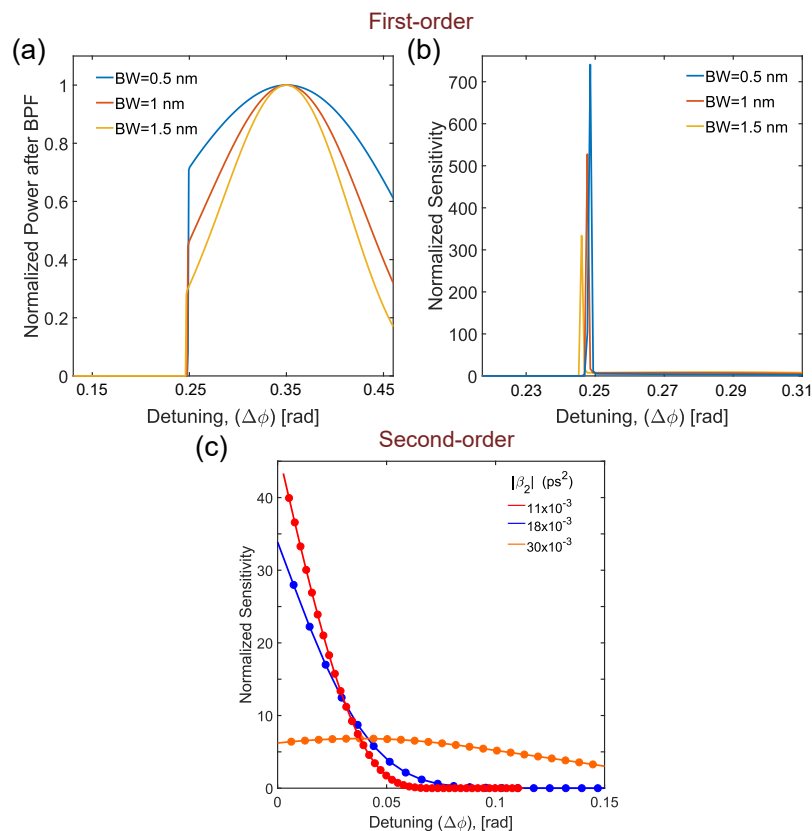 First-order
(a)
BW=0.5 nm
BW=1 nm
BW=1.5 nm
Normalized Power after BPF
1
0.8
0.6
0.4
0.2
0
0.15
0.25
0.35
0.45
Detuning, (Δϕ) [rad]
(b)
BW=0.5 nm
BW=1 nm
BW=1.5 nm
Normalized Sensitivity
700
600
500
400
300
200
100
0
0.23
0.25
0.27
0.29
0.31
Detuning, (Δϕ) [rad]
Second-order
(c)
|β₂| (ps²)
11x10⁻³
18x10⁻³
30x10⁻³
Normalized Sensitivity
40
30
20
10
0
0
0.05
0.1
0.15
Detuning (Δϕ), [rad]